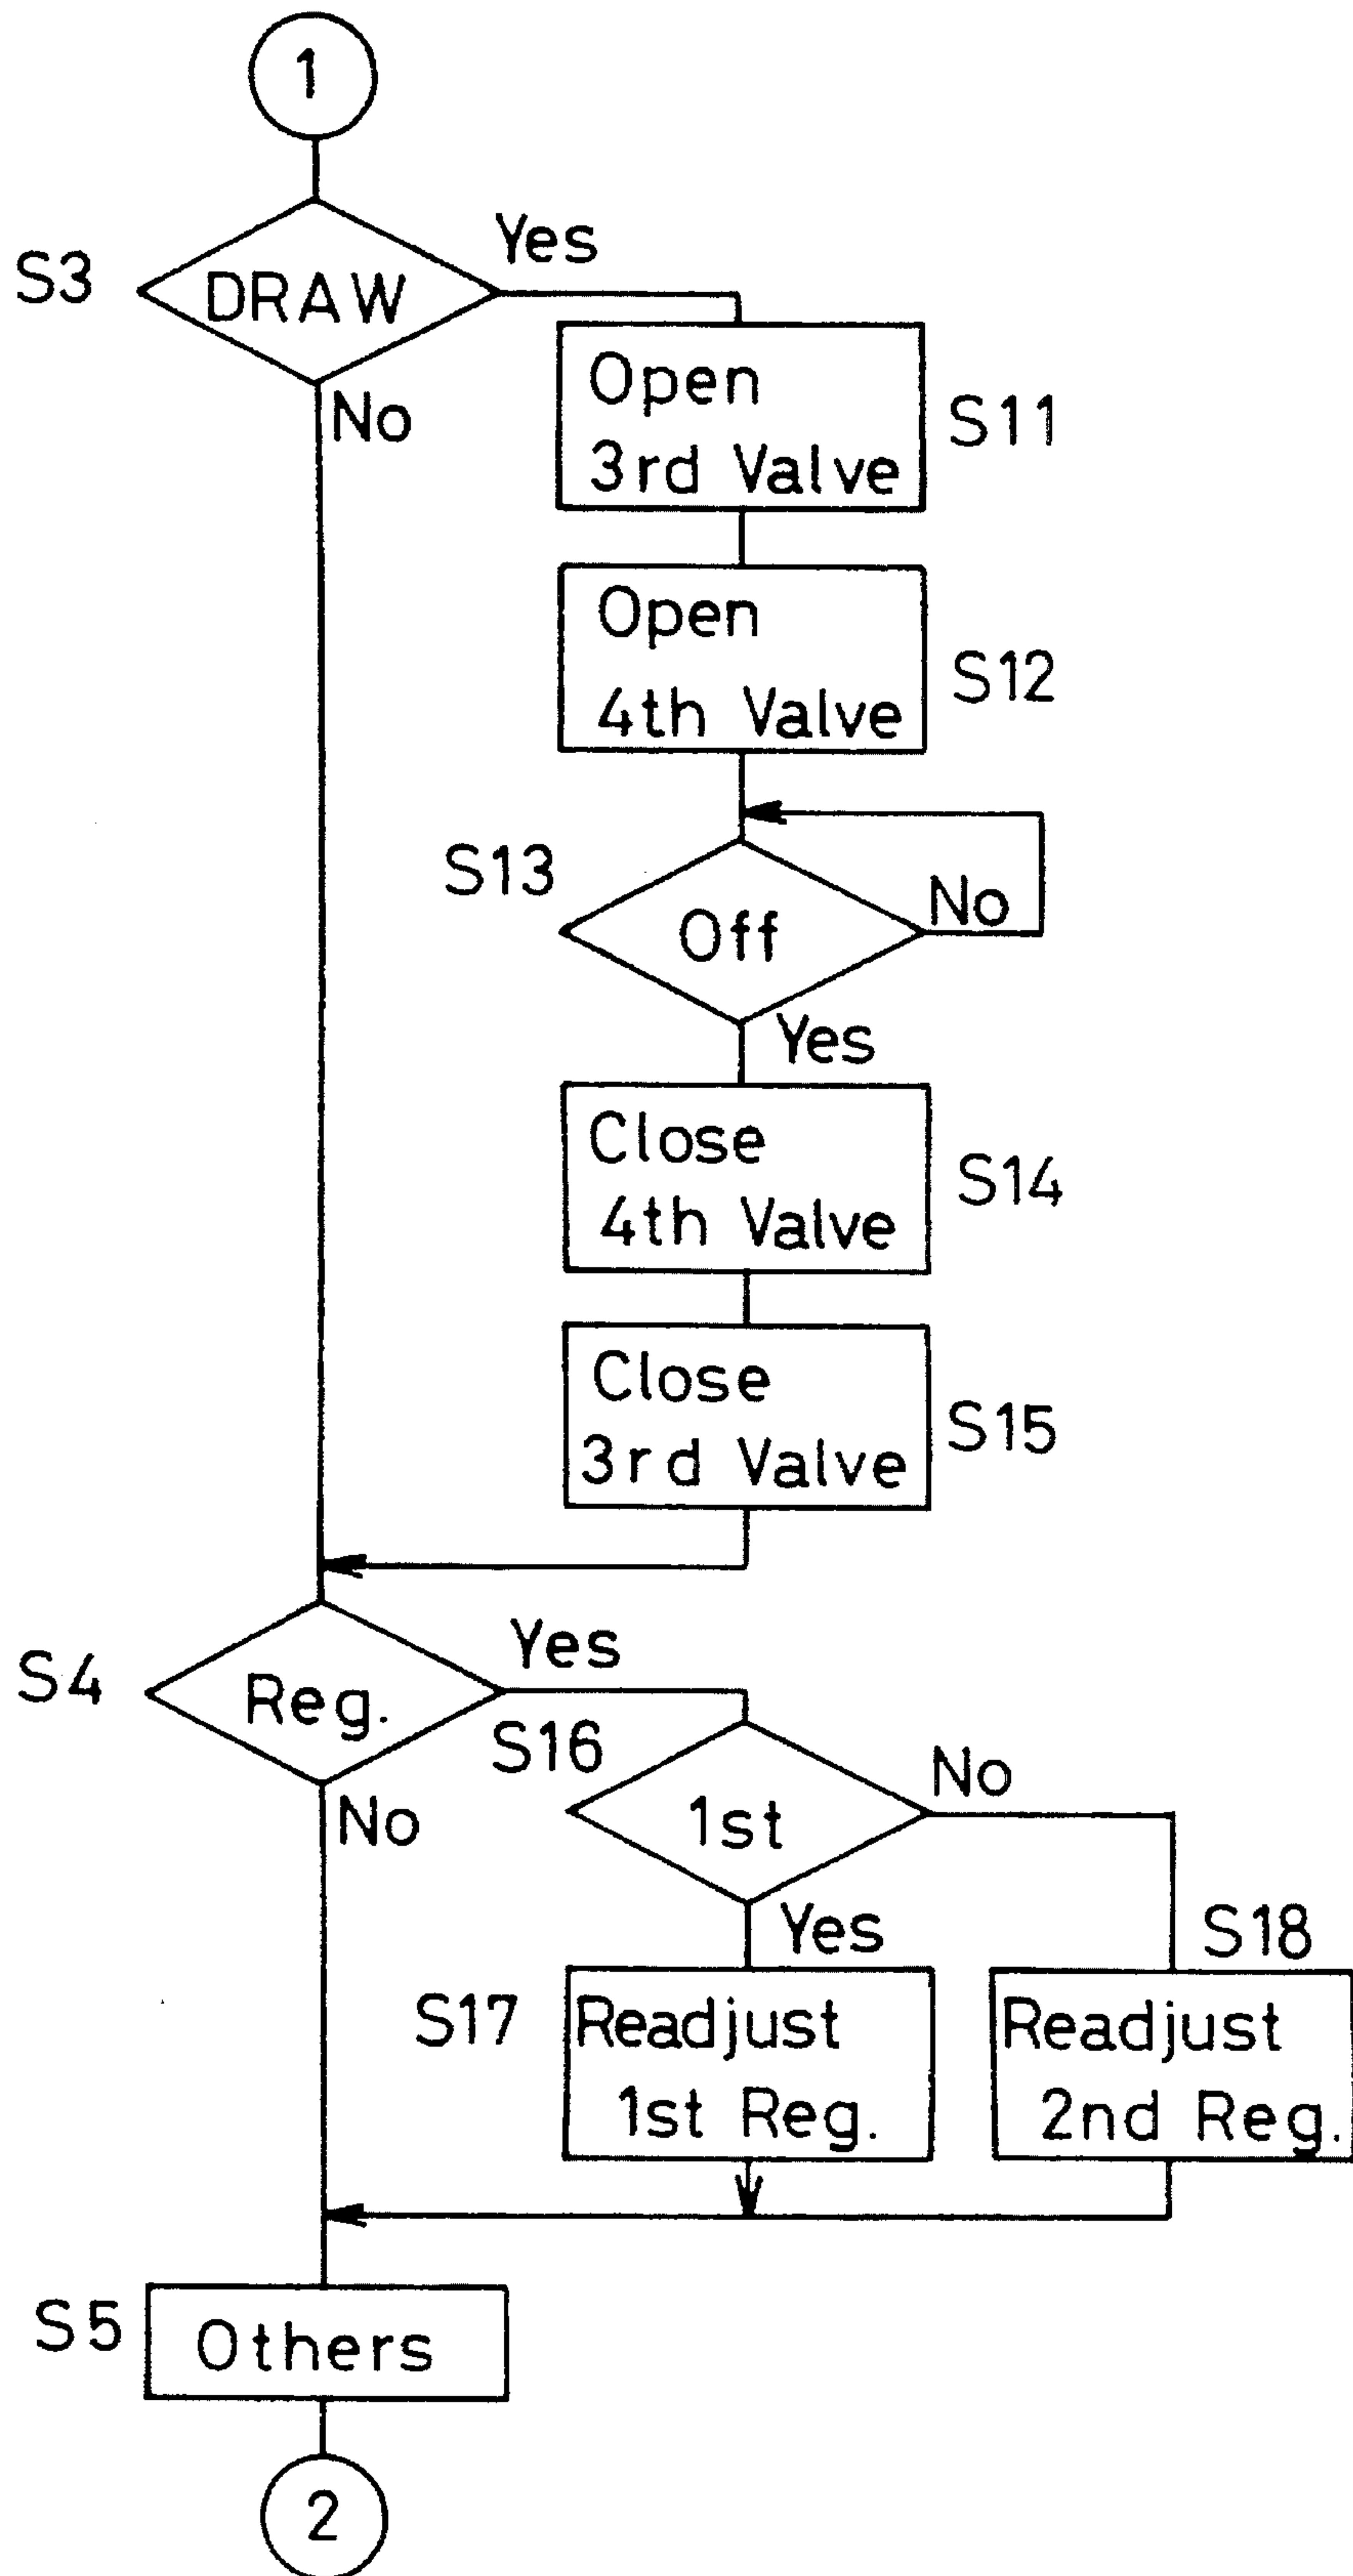 1
S3
DRAW
Yes
No
Open
3rd Valve
S11
Open
4th Valve
S12
S13
Off
No
Yes
Close
4th Valve
S14
Close
3rd Valve
S15
S4
Reg.
Yes
No
S16
1st
No
Yes
S17
Readjust
1st Reg.
S18
Readjust
2nd Reg.
S5
Others
2